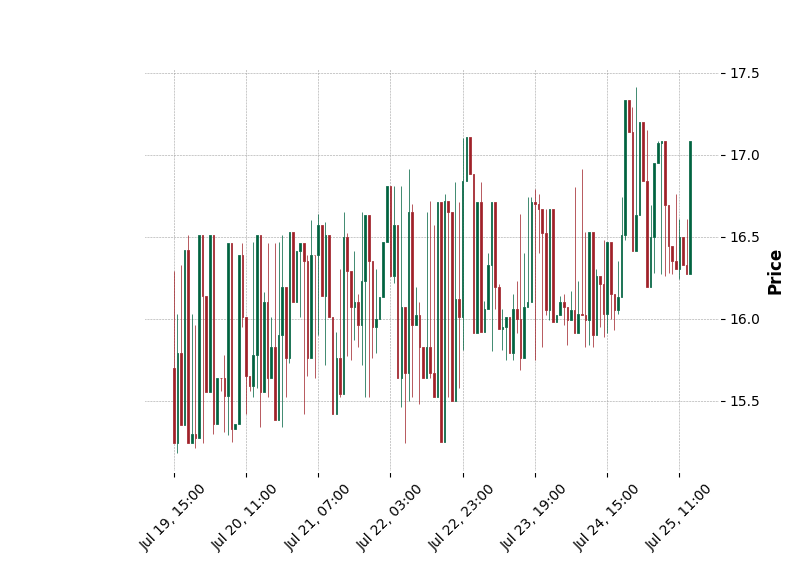 17.5
17.0
16.5
16.0
15.5
Price
Jul 19, 15:00
Jul 20, 11:00
Jul 21, 07:00
Jul 22, 03:00
Jul 22, 23:00
Jul 23, 19:00
Jul 24, 15:00
Jul 25, 11:00